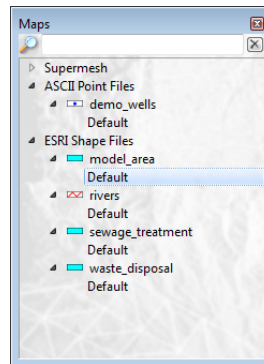 Maps
Supermesh
ASCII Point Files
demo_wells
Default
ESRI Shape Files
model_area
Default
rivers
Default
sewage_treatment
Default
waste_disposal
Default